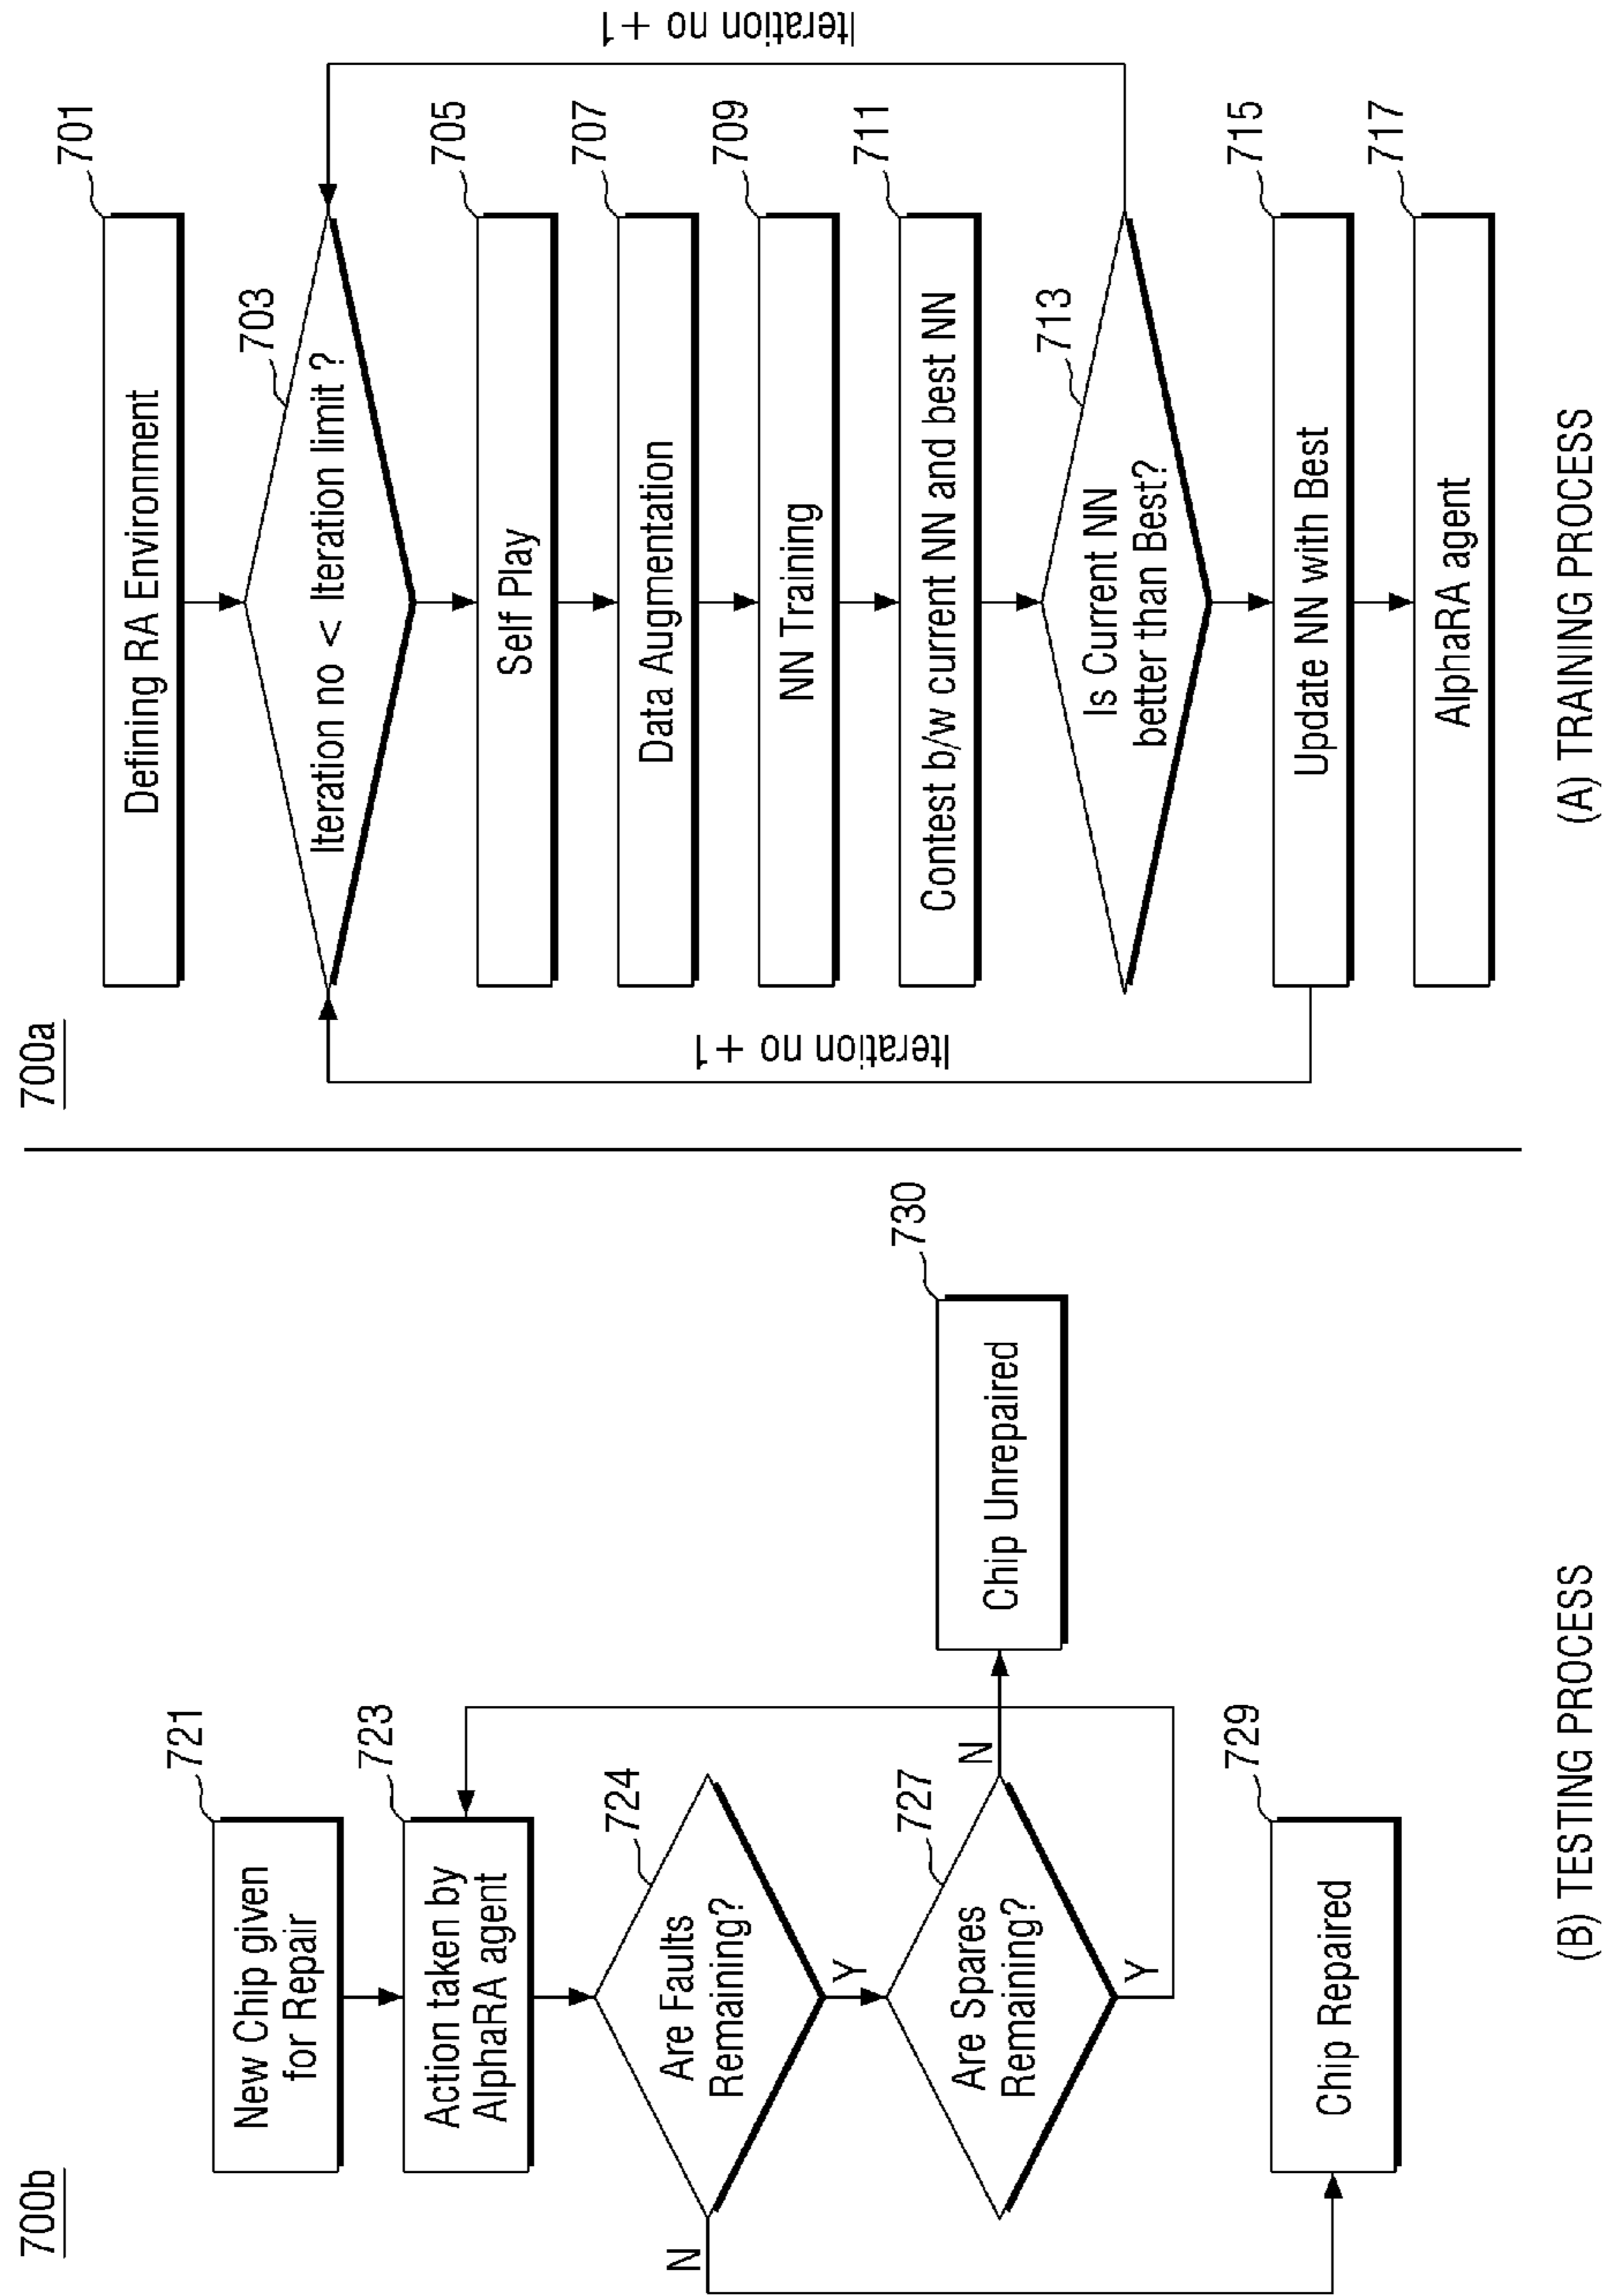 700a
701
Defining RA Environment
703
Iteration no < Iteration limit ?
Iteration no +1
705
Self Play
707
Data Augmentation
709
NN Training
711
Contest b/w current NN and best NN
713
Is Current NN
better than Best?
Iteration no +1
715
Update NN with Best
717
AlphaRA agent
(A) TRAINING PROCESS
700b
721
New Chip given
for Repair
723
Action taken by
AlphaRA agent
724
Are Faults
Remaining?
N
Y
727
Are Spares
Remaining?
N
Y
730
Chip Unrepaired
729
Chip Repaired
(B) TESTING PROCESS